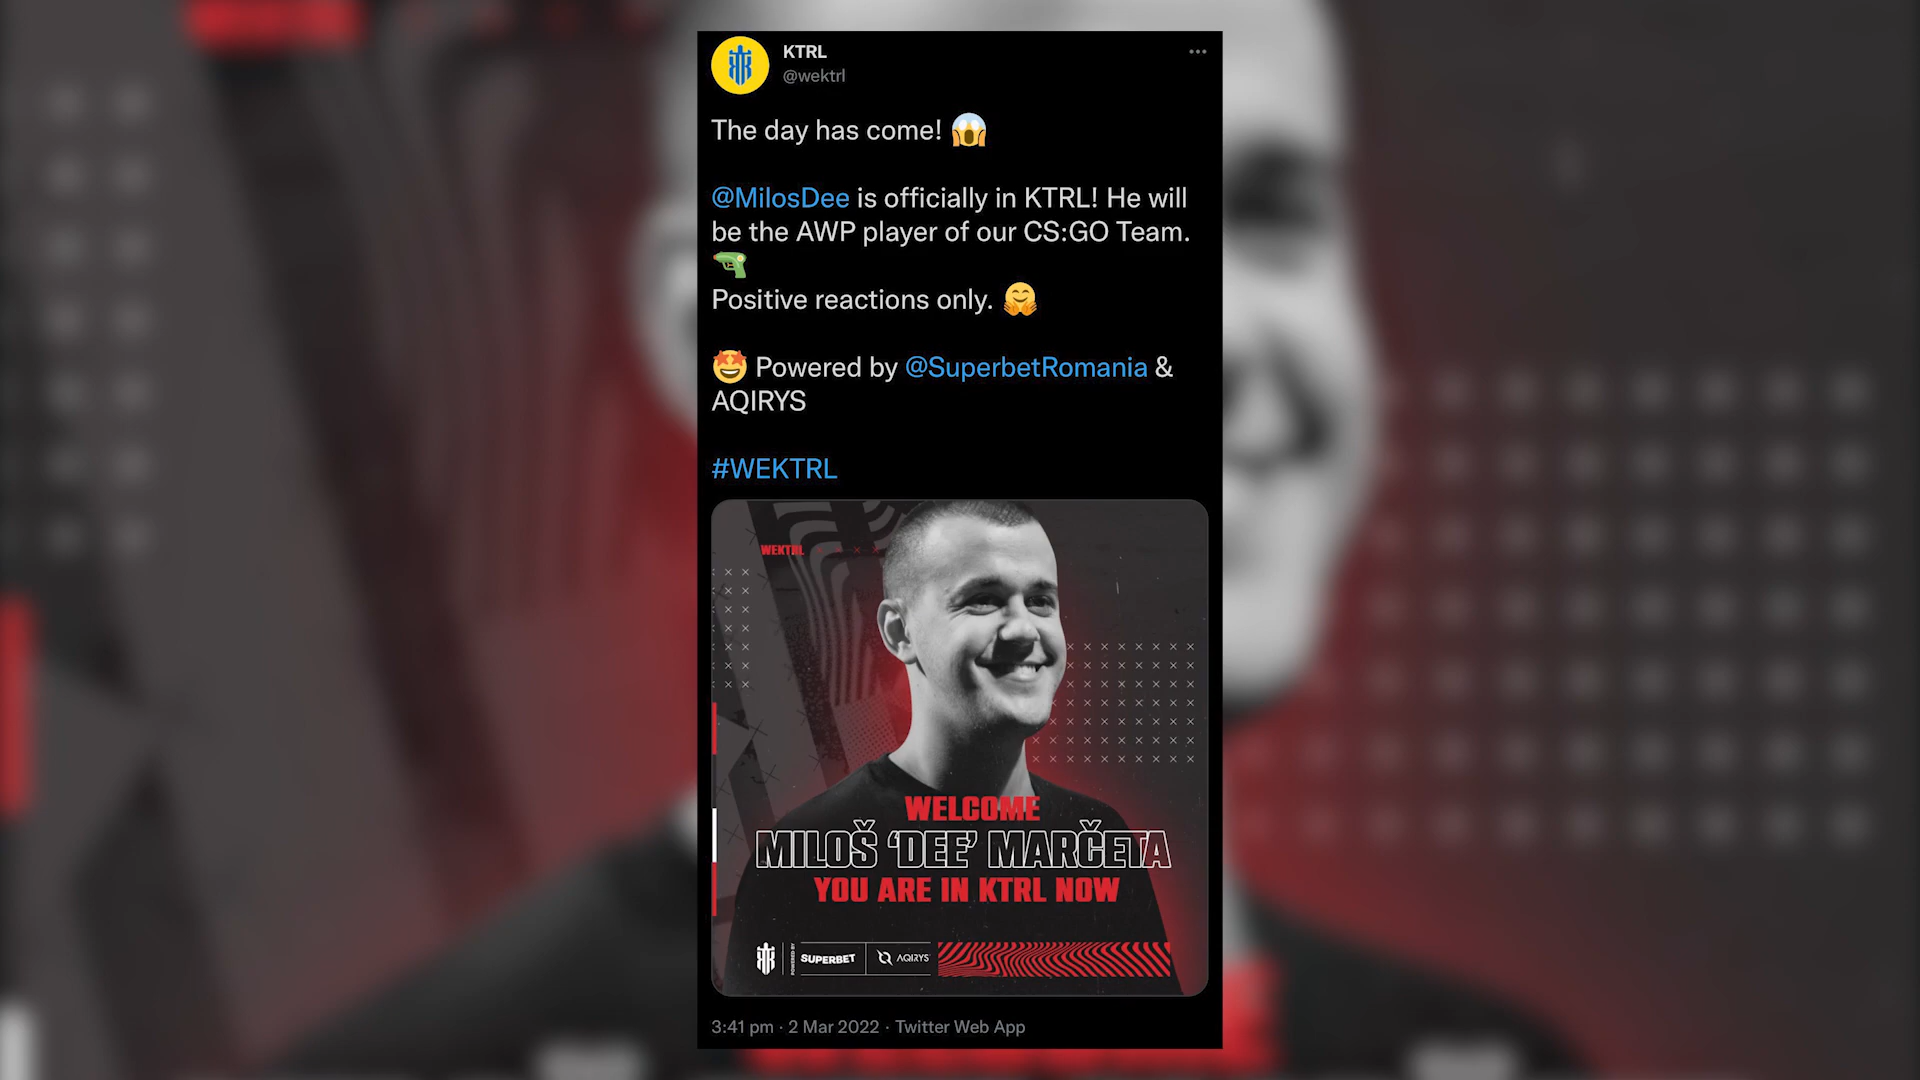 KTRL
@wektrl
The day has come! 😱
@MilosDee is officially in KTRL! He will
be the AWP player of our CS:GO Team.
🔫
Positive reactions only. 🤗
🤩 Powered by @SuperbetRomania &
AQIRYS
#WEKTRL
WEKTRL
WELCOME
MILOŠ ‘DEE’ MARČETA
YOU ARE IN KTRL NOW
POWERED BY
SUPERBET
AQIRYS
3:41 pm · 2 Mar 2022 · Twitter Web App